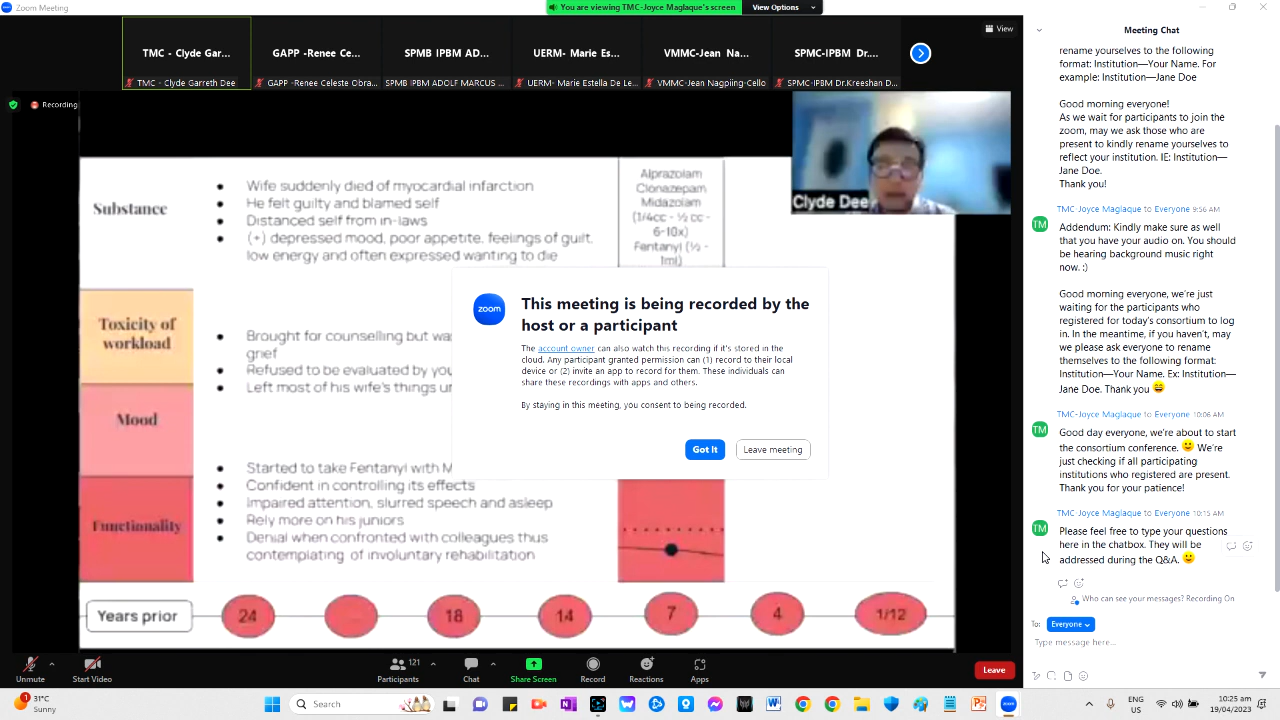 Zoom Meeting
You are viewing TMC-Joyce Maglaque's screen
View Options
View
TMC - Clyde Gar...
GAPP -Renee Ce...
SPMB IPBM AD...
UERM- Marie Es...
VMMC-Jean Na...
SPMC-IPBM Dr....
TMC - Clyde Garreth Dee
GAPP -Renee Celeste Obra...
SPMB IPBM ADOLF MARCUS ...
UERM- Marie Estella De Le...
VMMC-Jean Nagpiing-Cello
SPMC-IPBM Dr.Kreeshan D...
Recording
Clyde Dee
Substance
Wife suddenly died of myocardial infarction
He felt guilty and blamed self
Distanced self from in-laws
(+) depressed mood, poor appetite, feelings of guilt,
low energy and often expressed wanting to die
Alprazolam
Clonazepam
Midazolam
(1/4cc - ½ cc -
6-10x)
Fentanyl (½ -
1ml)
Toxicity of
workload
Brought for counselling but wa
grief
Refused to be evaluated by you
Left most of his wife's things un
Mood
Started to take Fentanyl with M
Confident in controlling its effects
Impaired attention, slurred speech and asleep
Rely more on his juniors
Denial when confronted with colleagues thus
contemplating of involuntary rehabilitation
Functionality
Years prior
24
18
14
7
4
1/12
zoom
This meeting is being recorded by the
host or a participant
The account owner can also watch this recording if it's stored in the
cloud. Any participant granted permission can (1) record to their local
device or (2) invite an app to record for them. These individuals can
share these recordings with apps and others.
By staying in this meeting, you consent to being recorded.
Got It
Leave meeting
Meeting Chat
rename yourselves to the following
format: Institution—Your Name. For
example: Institution—Jane Doe
Good morning everyone!
As we wait for participants to join the
zoom, may we ask those who are
present to kindly rename yourselves to
reflect your institution. IE: Institution—
Jane Doe.
Thank you!
TMC-Joyce Maglaque to Everyone 9:56 AM
TM
Addendum: Kindly make sure as well
that you have your audio on. You should
be hearing background music right
now. :)
Good morning everyone, we're just
waiting for the participants who
registered for today's consortium to log
in. In the meantime, if you haven't, may
we please ask everyone to rename
themselves to the following format:
Institution—Your Name. Ex: Institution—
Jane Doe. Thank you
TMC-Joyce Maglaque to Everyone 10:06 AM
TM
Good day everyone, we're about to start
the consortium conference. We're
just checking if all participating
institutions who registered are present.
Thank you for your patience!
TMC-Joyce Maglaque to Everyone 10:15 AM
TM
Please feel free to type your questions
here in the chatbox. They will be
addressed during the Q&A.
Who can see your messages? Recording On
To: Everyone
Type message here...
Unmute
Start Video
Participants
121
Chat
Share Screen
Record
Reactions
Apps
Leave
1
31°C
Sunny
Search
ENG
US
10:25 am
19/04/2023